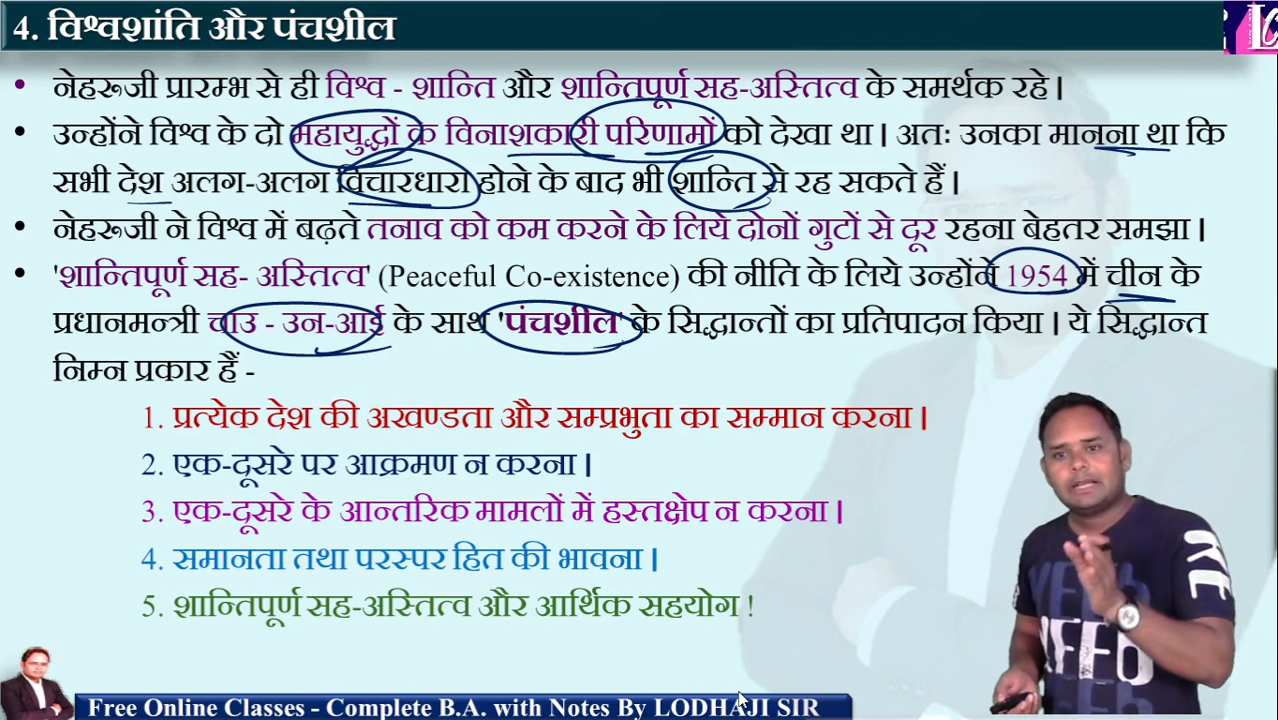 4. विश्वशांति और पंचशील
LC
• नेहरूजी प्रारम्भ से ही विश्व - शान्ति और शान्तिपूर्ण सह-अस्तित्व के समर्थक रहे ।
• उन्होंने विश्व के दो महायुद्धों के विनाशकारी परिणामों को देखा था । अतः उनका मानना था कि
सभी देश अलग-अलग विचारधारा होने के बाद भी शान्ति से रह सकते हैं ।
• नेहरूजी ने विश्व में बढ़ते तनाव को कम करने के लिये दोनों गुटों से दूर रहना बेहतर समझा ।
• 'शान्तिपूर्ण सह- अस्तित्व' (Peaceful Co-existence) की नीति के लिये उन्होंने 1954 में चीन के
प्रधानमन्त्री चाउ - उन-आई के साथ 'पंचशील' के सिद्धान्तों का प्रतिपादन किया । ये सिद्धान्त
निम्न प्रकार हैं -
1. प्रत्येक देश की अखण्डता और सम्प्रभुता का सम्मान करना ।
2. एक-दूसरे पर आक्रमण न करना ।
3. एक-दूसरे के आन्तरिक मामलों में हस्तक्षेप न करना ।
4. समानता तथा परस्पर हित की भावना ।
5. शान्तिपूर्ण सह-अस्तित्व और आर्थिक सहयोग !
Free Online Classes - Complete B.A. with Notes By LODHAJI SIR